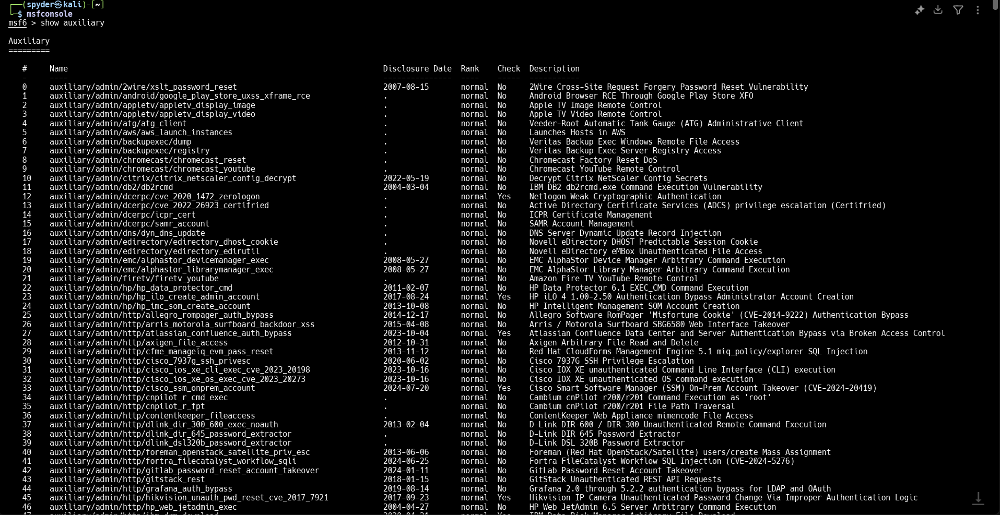 ┌──(spyder㉿kali)-[~]
└─$ msfconsole
msf6 > show auxiliary
Auxiliary
=========
# Name Disclosure Date Rank Check Description
- ---- --------------- ---- ----- -----------
0 auxiliary/admin/2wire/xslt_password_reset 2007-08-15 normal No 2Wire Cross-Site Request Forgery Password Reset Vulnerability
1 auxiliary/admin/android/google_play_store_uxss_xframe_rce . normal No Android Browser RCE Through Google Play Store XFO
2 auxiliary/admin/appletv/appletv_display_image . normal No Apple TV Image Remote Control
3 auxiliary/admin/appletv/appletv_display_video . normal No Apple TV Video Remote Control
4 auxiliary/admin/atg/atg_client . normal No Veeder-Root Automatic Tank Gauge (ATG) Administrative Client
5 auxiliary/admin/aws/aws_launch_instances . normal No Launches Hosts in AWS
6 auxiliary/admin/backupexec/dump . normal No Veritas Backup Exec Windows Remote File Access
7 auxiliary/admin/backupexec/registry . normal No Veritas Backup Exec Server Registry Access
8 auxiliary/admin/chromecast/chromecast_reset . normal No Chromecast Factory Reset DoS
9 auxiliary/admin/chromecast/chromecast_youtube . normal No Chromecast YouTube Remote Control
10 auxiliary/admin/citrix/citrix_netscaler_config_decrypt 2022-05-19 normal No Decrypt Citrix NetScaler Config Secrets
11 auxiliary/admin/db2/db2rcmd 2004-03-04 normal No IBM DB2 db2rcmd.exe Command Execution Vulnerability
12 auxiliary/admin/dcerpc/cve_2020_1472_zerologon . normal Yes Netlogon Weak Cryptographic Authentication
13 auxiliary/admin/dcerpc/cve_2022_26923_certifried . normal No Active Directory Certificate Services (ADCS) privilege escalation (Certifried)
14 auxiliary/admin/dcerpc/icpr_cert . normal No ICPR Certificate Management
15 auxiliary/admin/dcerpc/samr_account . normal No SAMR Account Management
16 auxiliary/admin/dns/dyn_dns_update . normal No DNS Server Dynamic Update Record Injection
17 auxiliary/admin/edirectory/edirectory_dhost_cookie . normal No Novell eDirectory DHOST Predictable Session Cookie
18 auxiliary/admin/edirectory/edirectory_edirutil . normal No Novell eDirectory eMBox Unauthenticated File Access
19 auxiliary/admin/emc/alphastor_devicemanager_exec 2008-05-27 normal No EMC AlphaStor Device Manager Arbitrary Command Execution
20 auxiliary/admin/emc/alphastor_librarymanager_exec 2008-05-27 normal No EMC AlphaStor Library Manager Arbitrary Command Execution
21 auxiliary/admin/firetv/firetv_youtube . normal No Amazon Fire TV YouTube Remote Control
22 auxiliary/admin/hp/hp_data_protector_cmd 2011-02-07 normal No HP Data Protector 6.1 EXEC_CMD Command Execution
23 auxiliary/admin/hp/hp_ilo_create_admin_account 2017-08-24 normal Yes HP iLO 4 1.00-2.50 Authentication Bypass Administrator Account Creation
24 auxiliary/admin/hp/hp_imc_som_create_account 2013-10-08 normal No HP Intelligent Management SOM Account Creation
25 auxiliary/admin/http/allegro_rompager_auth_bypass 2014-12-17 normal No Allegro Software RomPager 'Misfortune Cookie' (CVE-2014-9222) Authentication Bypass
26 auxiliary/admin/http/arris_motorola_surfboard_backdoor_xss 2015-04-08 normal No Arris / Motorola Surfboard SBG6580 Web Interface Takeover
27 auxiliary/admin/http/atlassian_confluence_auth_bypass 2023-10-04 normal Yes Atlassian Confluence Data Center and Server Authentication Bypass via Broken Access Control
28 auxiliary/admin/http/axigen_file_access 2012-10-31 normal No Axigen Arbitrary File Read and Delete
29 auxiliary/admin/http/cfme_manageiq_evm_pass_reset 2013-11-12 normal No Red Hat CloudForms Management Engine 5.1 miq_policy/explorer SQL Injection
30 auxiliary/admin/http/cisco_7937g_ssh_privesc 2020-06-02 normal No Cisco 7937G SSH Privilege Escalation
31 auxiliary/admin/http/cisco_ios_xe_cli_exec_cve_2023_20198 2023-10-16 normal No Cisco IOX XE unauthenticated Command Line Interface (CLI) execution
32 auxiliary/admin/http/cisco_ios_xe_os_exec_cve_2023_20273 2023-10-16 normal No Cisco IOX XE unauthenticated OS command execution
33 auxiliary/admin/http/cisco_ssm_onprem_account 2024-07-20 normal Yes Cisco Smart Software Manager (SSM) On-Prem Account Takeover (CVE-2024-20419)
34 auxiliary/admin/http/cnpilot_r_cmd_exec . normal No Cambium cnPilot r200/r201 Command Execution as 'root'
35 auxiliary/admin/http/cnpilot_r_fpt . normal No Cambium cnPilot r200/r201 File Path Traversal
36 auxiliary/admin/http/contentkeeper_fileaccess . normal No ContentKeeper Web Appliance mimencode File Access
37 auxiliary/admin/http/dlink_dir_300_600_exec_noauth 2013-02-04 normal No D-Link DIR-600 / DIR-300 Unauthenticated Remote Command Execution
38 auxiliary/admin/http/dlink_dir_645_password_extractor . normal No D-Link DIR 645 Password Extractor
39 auxiliary/admin/http/dlink_dsl320b_password_extractor . normal No D-Link DSL 320B Password Extractor
40 auxiliary/admin/http/foreman_openstack_satellite_priv_esc 2013-06-06 normal No Foreman (Red Hat OpenStack/Satellite) users/create Mass Assignment
41 auxiliary/admin/http/fortra_filecatalyst_workflow_sqli 2024-06-25 normal No Fortra FileCatalyst Workflow SQL Injection (CVE-2024-5276)
42 auxiliary/admin/http/gitlab_password_reset_account_takeover 2024-01-11 normal No GitLab Password Reset Account Takeover
43 auxiliary/admin/http/gitstack_rest 2018-01-15 normal No GitStack Unauthenticated REST API Requests
44 auxiliary/admin/http/grafana_auth_bypass 2019-08-14 normal No Grafana 2.0 through 5.2.2 authentication bypass for LDAP and OAuth
45 auxiliary/admin/http/hikvision_unauth_pwd_reset_cve_2017_7921 2017-09-23 normal Yes Hikvision IP Camera Unauthenticated Password Change Via Improper Authentication Logic
46 auxiliary/admin/http/hp_web_jetadmin_exec 2004-04-27 normal No HP Web JetAdmin 6.5 Server Arbitrary Command Execution